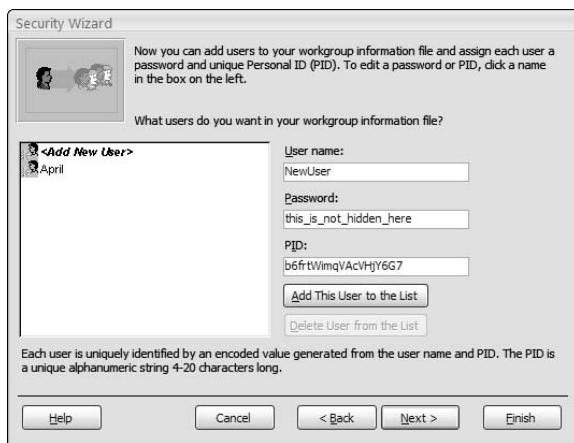 Security Wizard
Now you can add users to your workgroup information file and assign each user a
password and unique Personal ID (PID). To edit a password or PID, click a name
in the box on the left.
What users do you want in your workgroup information file?
<Add New User>
April
User name:
NewUser
Password:
this_is_not_hidden_here
PID:
b6frtWimqVAcVHjY6G7
Add This User to the List
Delete User from the List
Each user is uniquely identified by an encoded value generated from the user name and PID. The PID is
a unique alphanumeric string 4-20 characters long.
Help
Cancel
< Back
Next >
Finish